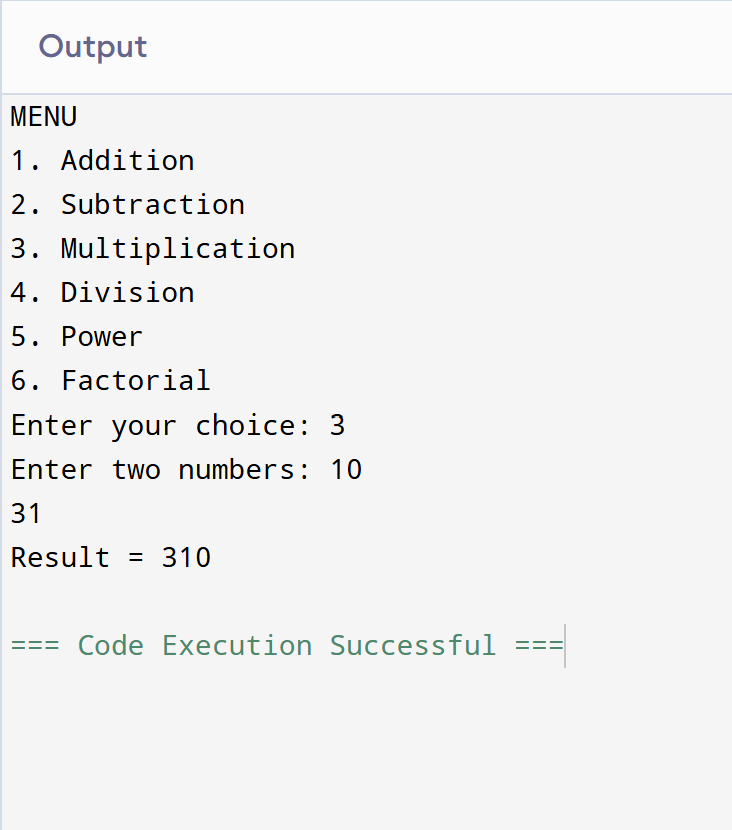 Output
MENU
1. Addition
2. Subtraction
3. Multiplication
4. Division
5. Power
6. Factorial
Enter your choice: 3
Enter two numbers: 10
31
Result = 310
=== Code Execution Successful ===